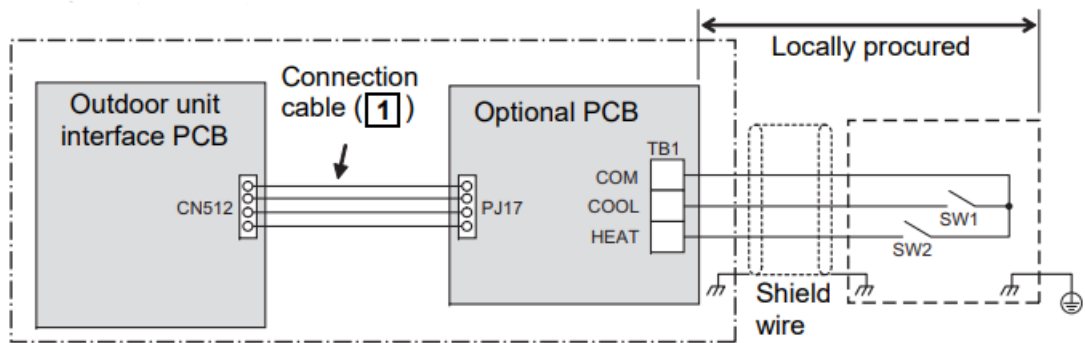 Locally procured
Connection
cable (1)
Outdoor unit
interface PCB
Optional PCB
TB1
COM
CN512
PJ17
COOL
SW1
HEAT
SW2
Shield
wire